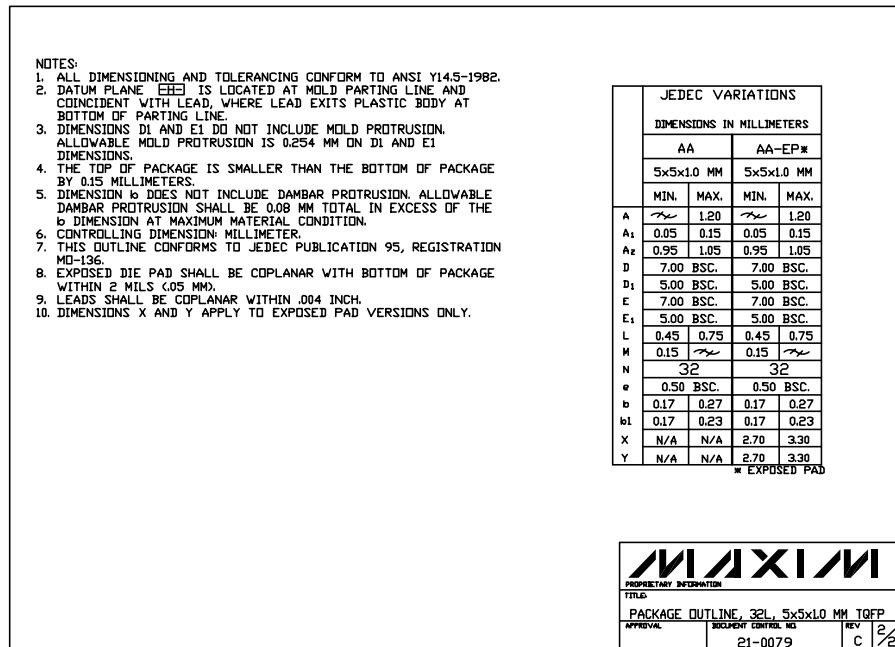 NOTES:
1. ALL DIMENSIONING AND TOLERANCING CONFORM TO ANSI Y14.5-1982.
2. DATUM PLANE -H- IS LOCATED AT MOLD PARTING LINE AND
COINCIDENT WITH LEAD, WHERE LEAD EXITS PLASTIC BODY AT
BOTTOM OF PARTING LINE.
3. DIMENSIONS D1 AND E1 DO NOT INCLUDE MOLD PROTRUSION.
ALLOWABLE MOLD PROTRUSION IS 0.254 MM ON D1 AND E1
DIMENSIONS.
4. THE TOP OF PACKAGE IS SMALLER THAN THE BOTTOM OF PACKAGE
BY 0.15 MILLIMETERS.
5. DIMENSION b DOES NOT INCLUDE DAMBAR PROTRUSION. ALLOWABLE
DAMBAR PROTRUSION SHALL BE 0.08 MM TOTAL IN EXCESS OF THE
b DIMENSION AT MAXIMUM MATERIAL CONDITION.
6. CONTROLLING DIMENSION: MILLIMETER.
7. THIS OUTLINE CONFORMS TO JEDEC PUBLICATION 95, REGISTRATION
MO-136.
8. EXPOSED DIE PAD SHALL BE COPLANAR WITH BOTTOM OF PACKAGE
WITHIN 2 MILS (.05 MM).
9. LEADS SHALL BE COPLANAR WITHIN .004 INCH.
10. DIMENSIONS X AND Y APPLY TO EXPOSED PAD VERSIONS ONLY.
JEDEC VARIATIONS
DIMENSIONS IN MILLIMETERS
AA AA-EP*
5x5x1.0 MM 5x5x1.0 MM
MIN. MAX. MIN. MAX.
A 1.20 1.20
A1 0.05 0.15 0.05 0.15
A2 0.95 1.05 0.95 1.05
D 7.00 BSC. 7.00 BSC.
D1 5.00 BSC. 5.00 BSC.
E 7.00 BSC. 7.00 BSC.
E1 5.00 BSC. 5.00 BSC.
L 0.45 0.75 0.45 0.75
M 0.15 0.15
N 32 32
e 0.50 BSC. 0.50 BSC.
b 0.17 0.27 0.17 0.27
b1 0.17 0.23 0.17 0.23
X N/A N/A 2.70 3.30
Y N/A N/A 2.70 3.30
* EXPOSED PAD
MAXIM
PROPRIETARY INFORMATION
TITLE:
PACKAGE OUTLINE, 32L, 5x5x1.0 MM TQFP
APPROVAL DOCUMENT CONTROL NO. REV
21-0079 C 2/2